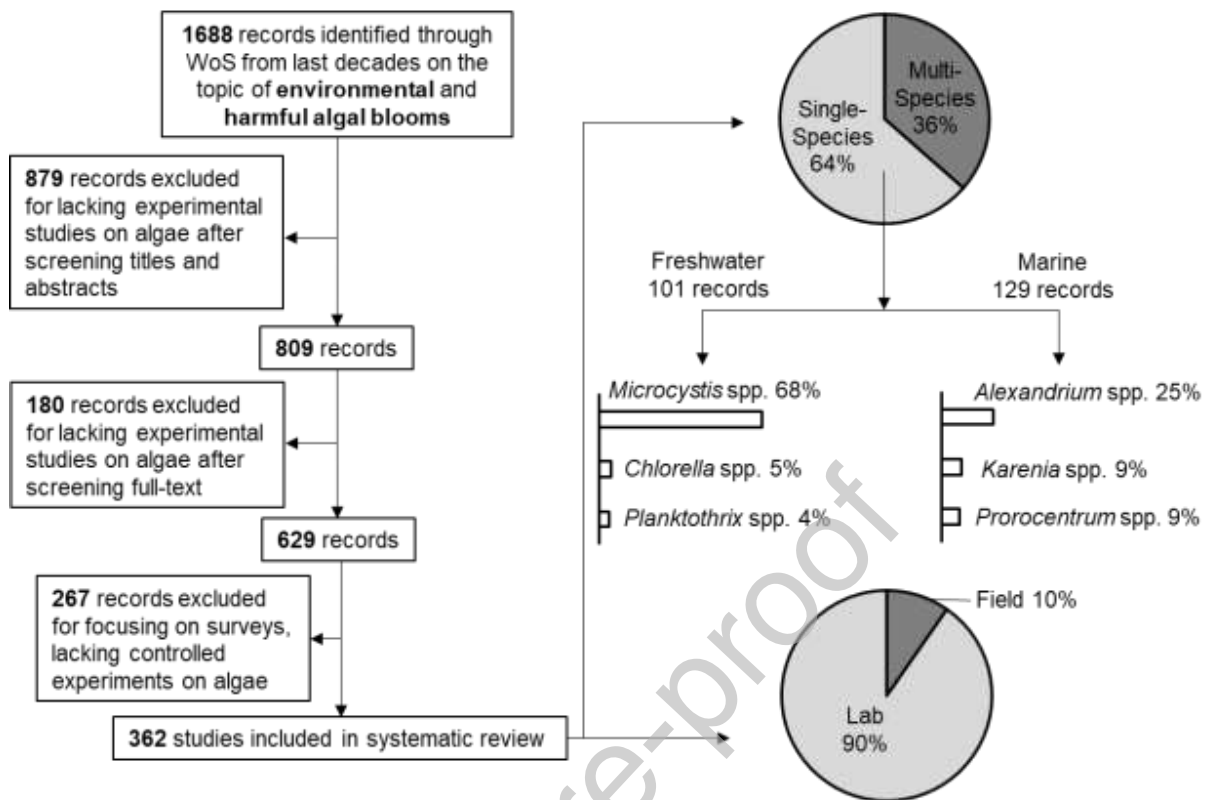 1688 records identified through
WoS from last decades on the
topic of environmental and
harmful algal blooms
879 records excluded
for lacking experimental
studies on algae after
screening titles and
abstracts
809 records
180 records excluded
for lacking experimental
studies on algae after
screening full-text
629 records
267 records excluded
for focusing on surveys,
lacking controlled
experiments on algae
362 studies included in systematic review
Multi-
Species
36%
Single-
Species
64%
Freshwater
101 records
Marine
129 records
Microcystis spp. 68%
Chlorella spp. 5%
Planktothrix spp. 4%
Alexandrium spp. 25%
Karenia spp. 9%
Prorocentrum spp. 9%
Field 10%
Lab
90%
re-proof